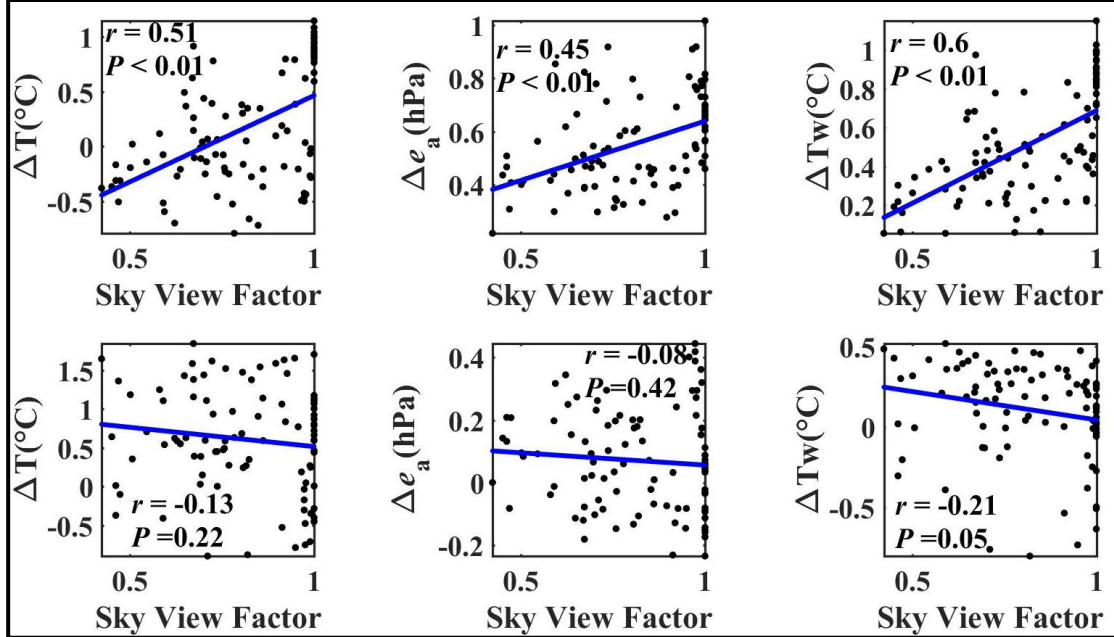 1
0.5
0
-0.5
ΔT(°C)
r = 0.51
P < 0.01
0.5
1
Sky View Factor
1
0.8
0.6
0.4
Δea(hPa)
r = 0.45
P < 0.01
0.5
1
Sky View Factor
1
0.8
0.6
0.4
0.2
ΔTw(°C)
r = 0.6
P < 0.01
0.5
1
Sky View Factor
1.5
1
0.5
0
-0.5
ΔT(°C)
r = -0.13
P =0.22
0.5
1
Sky View Factor
0.4
0.2
0
-0.2
Δea(hPa)
r = -0.08
P =0.42
0.5
1
Sky View Factor
0.5
0
-0.5
ΔTw(°C)
r = -0.21
P =0.05
0.5
1
Sky View Factor